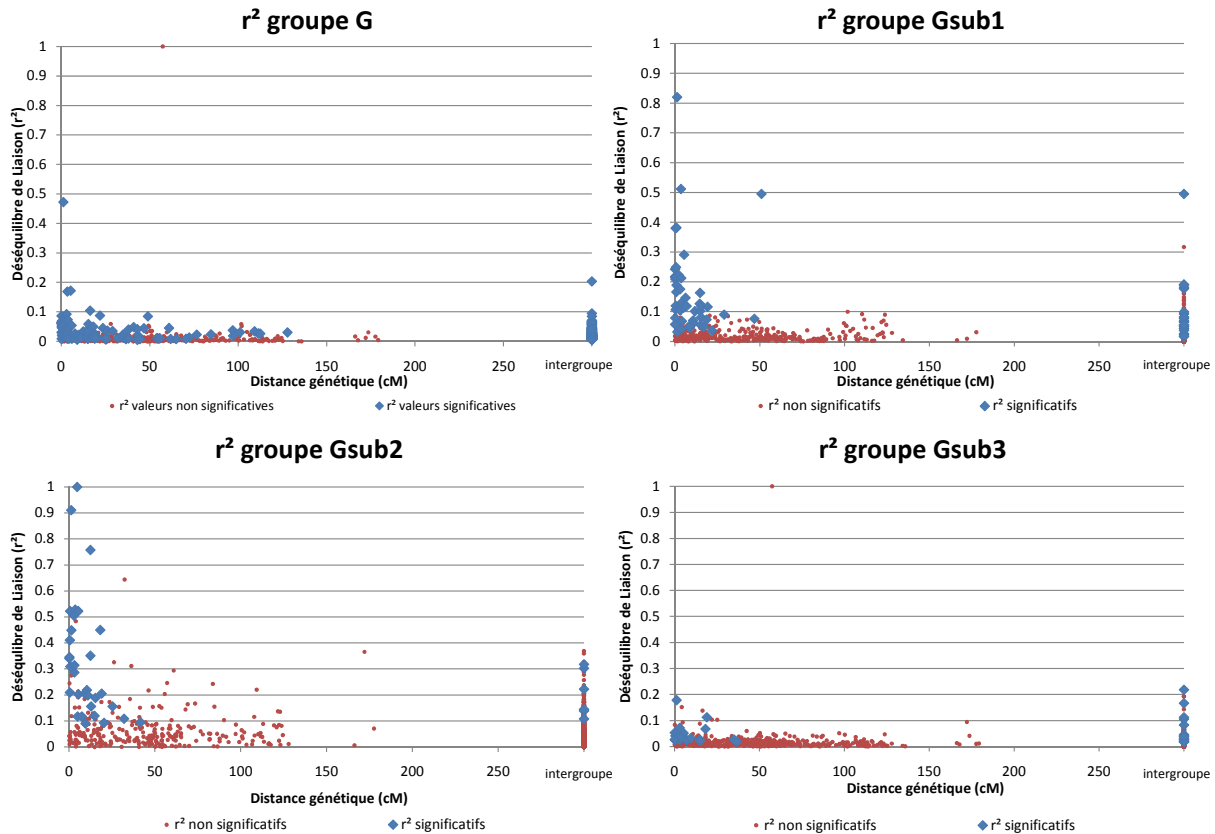 r² groupe G
1
0.9
0.8
0.7
0.6
0.5
0.4
0.3
0.2
0.1
0
Déséquilibre de Liaison (r²)
0 50 100 150 200 250 intergroupe
Distance génétique (cM)
r² valeurs non significatives r² valeurs significatives
r² groupe Gsub1
1
0.9
0.8
0.7
0.6
0.5
0.4
0.3
0.2
0.1
0
Déséquilibre de Liaison (r²)
0 50 100 150 200 250 intergroupe
Distance génétique (cM)
r² non significatifs r² significatifs
r² groupe Gsub2
1
0.9
0.8
0.7
0.6
0.5
0.4
0.3
0.2
0.1
0
Déséquilibre de Liaison (r²)
0 50 100 150 200 250 intergroupe
Distance génétique (cM)
r² non significatifs r² significatifs
r² groupe Gsub3
1
0.9
0.8
0.7
0.6
0.5
0.4
0.3
0.2
0.1
0
Déséquilibre de Liaison (r²)
0 50 100 150 200 250 intergroupe
Distance génétique (cM)
r² non significatifs r² significatifs